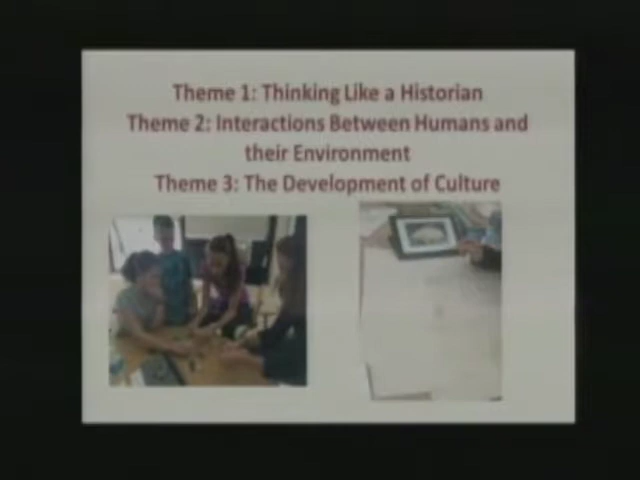 Theme 1: Thinking Like a Historian
Theme 2: Interactions Between Humans and
their Environment
Theme 3: The Development of Culture